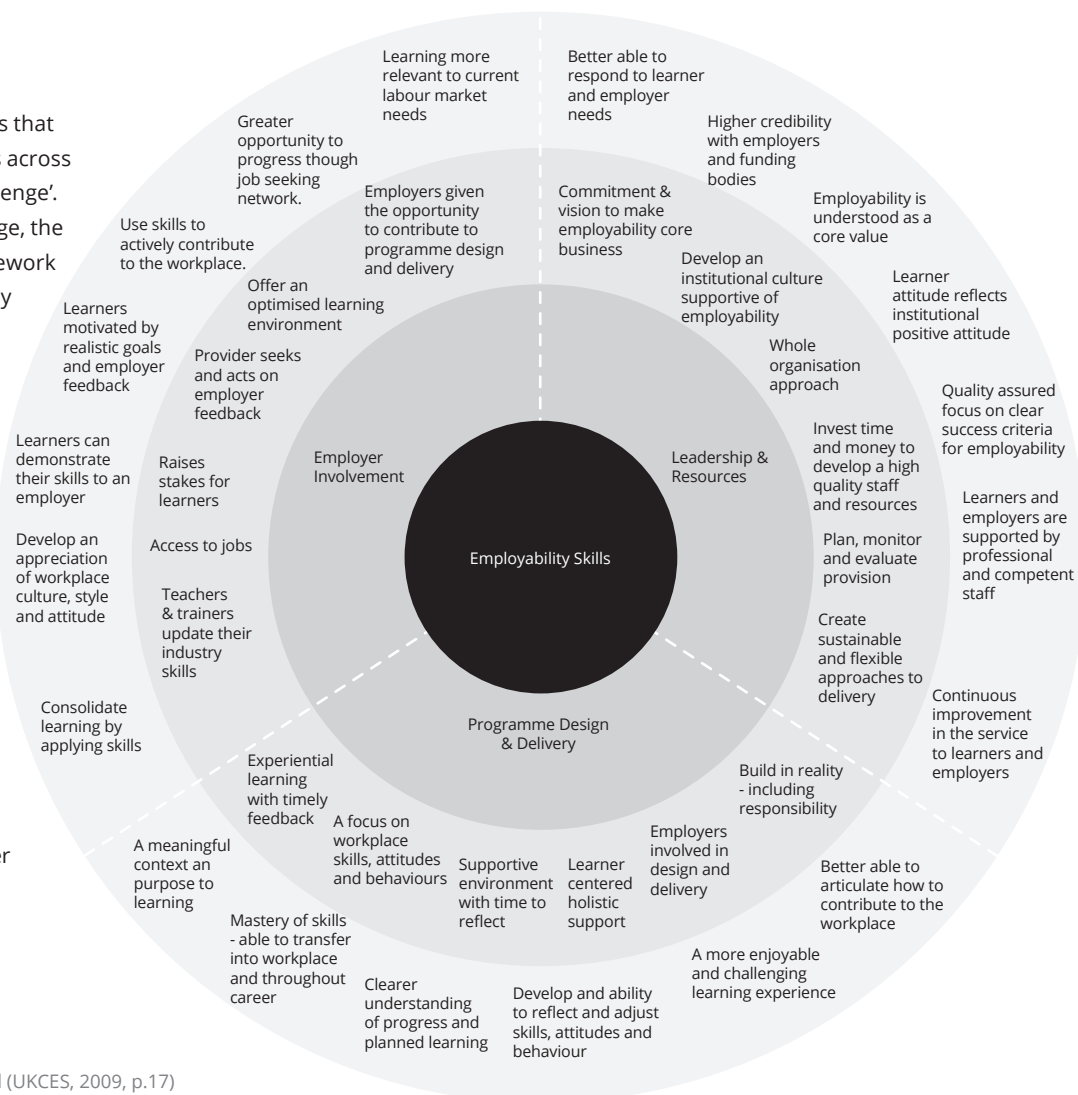 s that
s across
enge’.
ge, the
ework
y
er
Learning more
relevant to current
labour market
needs
Better able to
respond to learner
and employer
needs
Greater
opportunity to
progress though
job seeking
network.
Higher credibility
with employers
and funding
bodies
Employers given
the opportunity
to contribute to
programme design
and delivery
Commitment &
vision to make
employability core
business
Employability is
understood as a
core value
Use skills to
actively contribute
to the workplace.
Develop an
institutional culture
supportive of
employability
Offer an
optimised learning
environment
Learner
attitude reflects
institutional
positive attitude
Learners
motivated by
realistic goals
and employer
feedback
Whole
organisation
approach
Provider seeks
and acts on
employer
feedback
Quality assured
focus on clear
success criteria
for employability
Learners can
demonstrate
their skills to an
employer
Raises
stakes for
learners
Employer
Involvement
Leadership &
Resources
Invest time
and money to
develop a high
quality staff
and resources
Learners and
employers are
supported by
professional
and competent
staff
Develop an
appreciation
of workplace
culture, style
and attitude
Access to jobs
Employability Skills
Plan, monitor
and evaluate
provision
Teachers
& trainers
update their
industry
skills
Create
sustainable
and flexible
approaches to
delivery
Consolidate
learning by
applying skills
Programme Design
& Delivery
Continuous
improvement
in the service
to learners and
employers
Experiential
learning
with timely
feedback
A focus on
workplace
skills, attitudes
and behaviours
Supportive
environment
with time to
reflect
Learner
centered
holistic
support
Employers
involved in
design and
delivery
Build in reality
- including
responsibility
A meaningful
context an
purpose to
learning
Mastery of skills
- able to transfer
into workplace
and throughout
career
Clearer
understanding
of progress and
planned learning
Develop and ability
to reflect and adjust
skills, attitudes and
behaviour
A more enjoyable
and challenging
learning experience
Better able to
articulate how to
contribute to the
workplace
(UKCES, 2009, p.17)